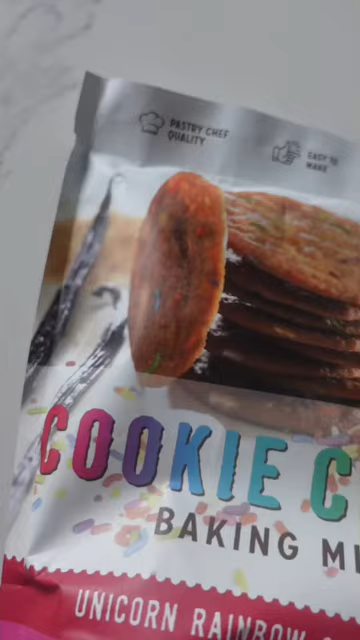 PASTRY CHEF
QUALITY
EASY TO
MAKE
COOKIE C
BAKING MI
UNICORN RAINBOW